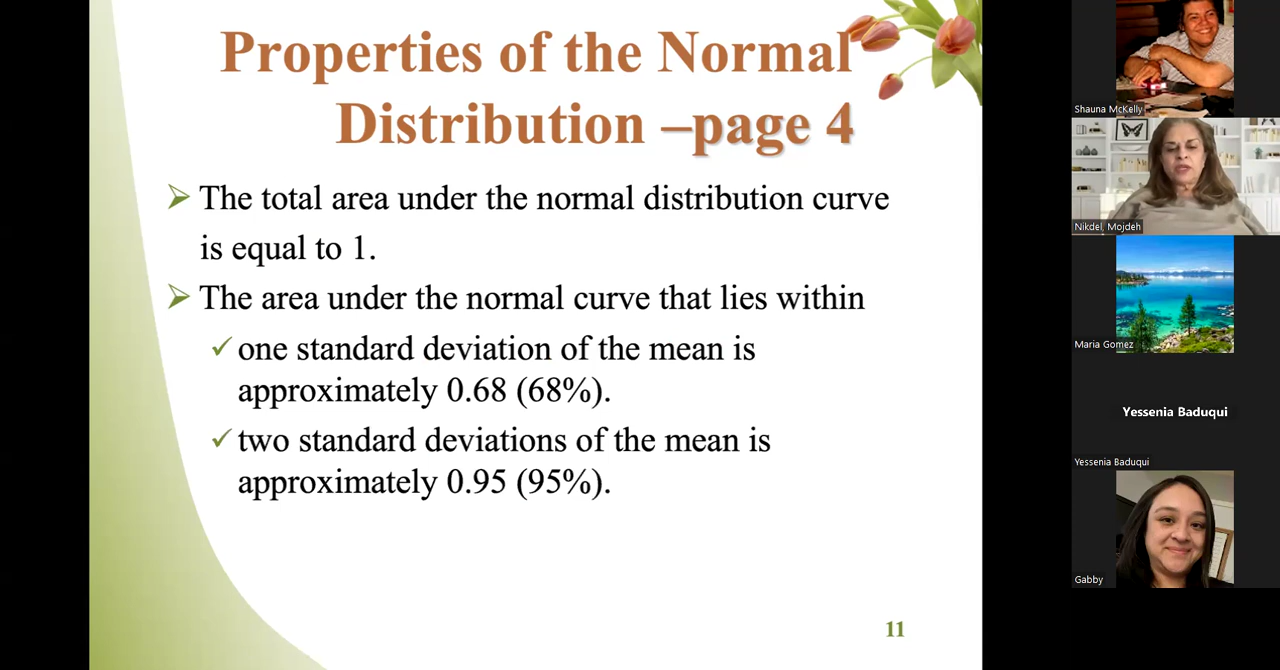 Properties of the Normal
Distribution –page 4
➢ The total area under the normal distribution curve
is equal to 1.
➢ The area under the normal curve that lies within
✓ one standard deviation of the mean is
approximately 0.68 (68%).
✓ two standard deviations of the mean is
approximately 0.95 (95%).
11
Shauna McKelly
Nikdel, Mojdeh
Maria Gomez
Yessenia Baduqui
Yessenia Baduqui
Gabby